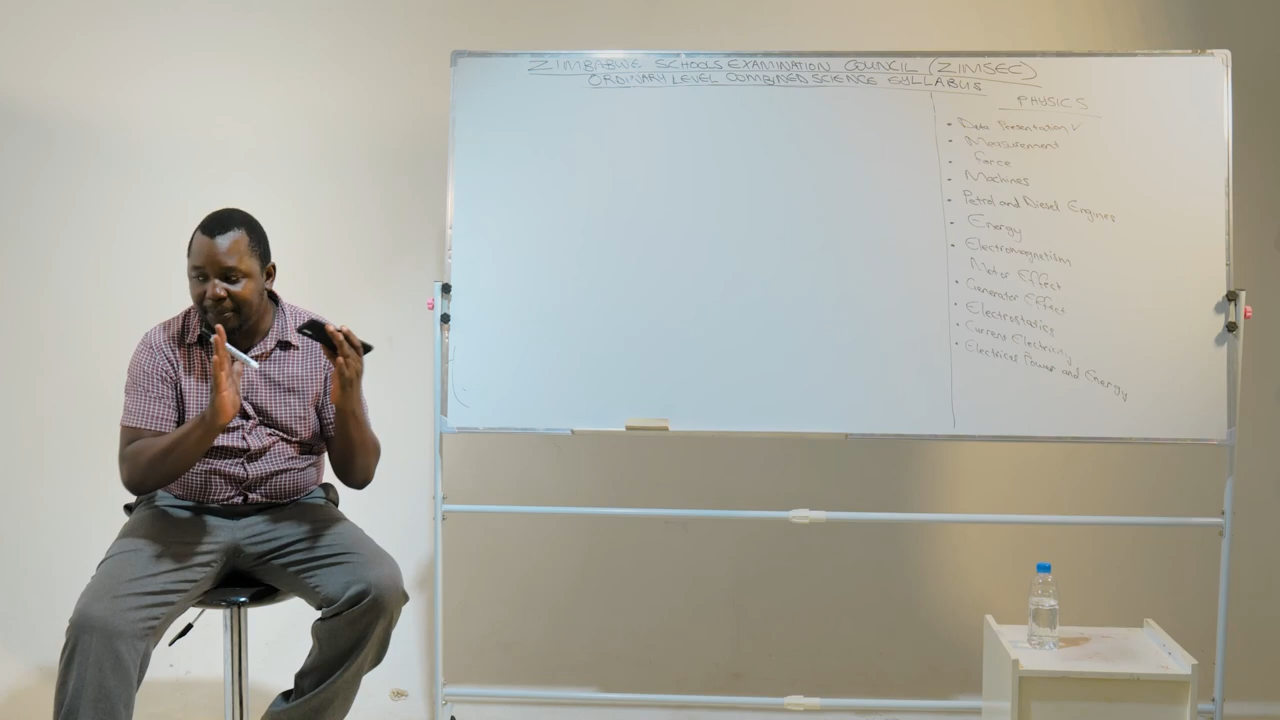 ZIMBABWE SCHOOLS EXAMINATION COUNCIL (ZIMSEC)
ORDINARY LEVEL COMBINED SCIENCE SYLLABUS
PHYSICS
• Data Presentation ✓
• Measurement
• Force
• Machines
• Petrol and Diesel Engines
• Energy
• Electromagnetism
Motor Effect
• Generator Effect
• Electrostatics
• Current Electricity
• Electrical Power and Energy